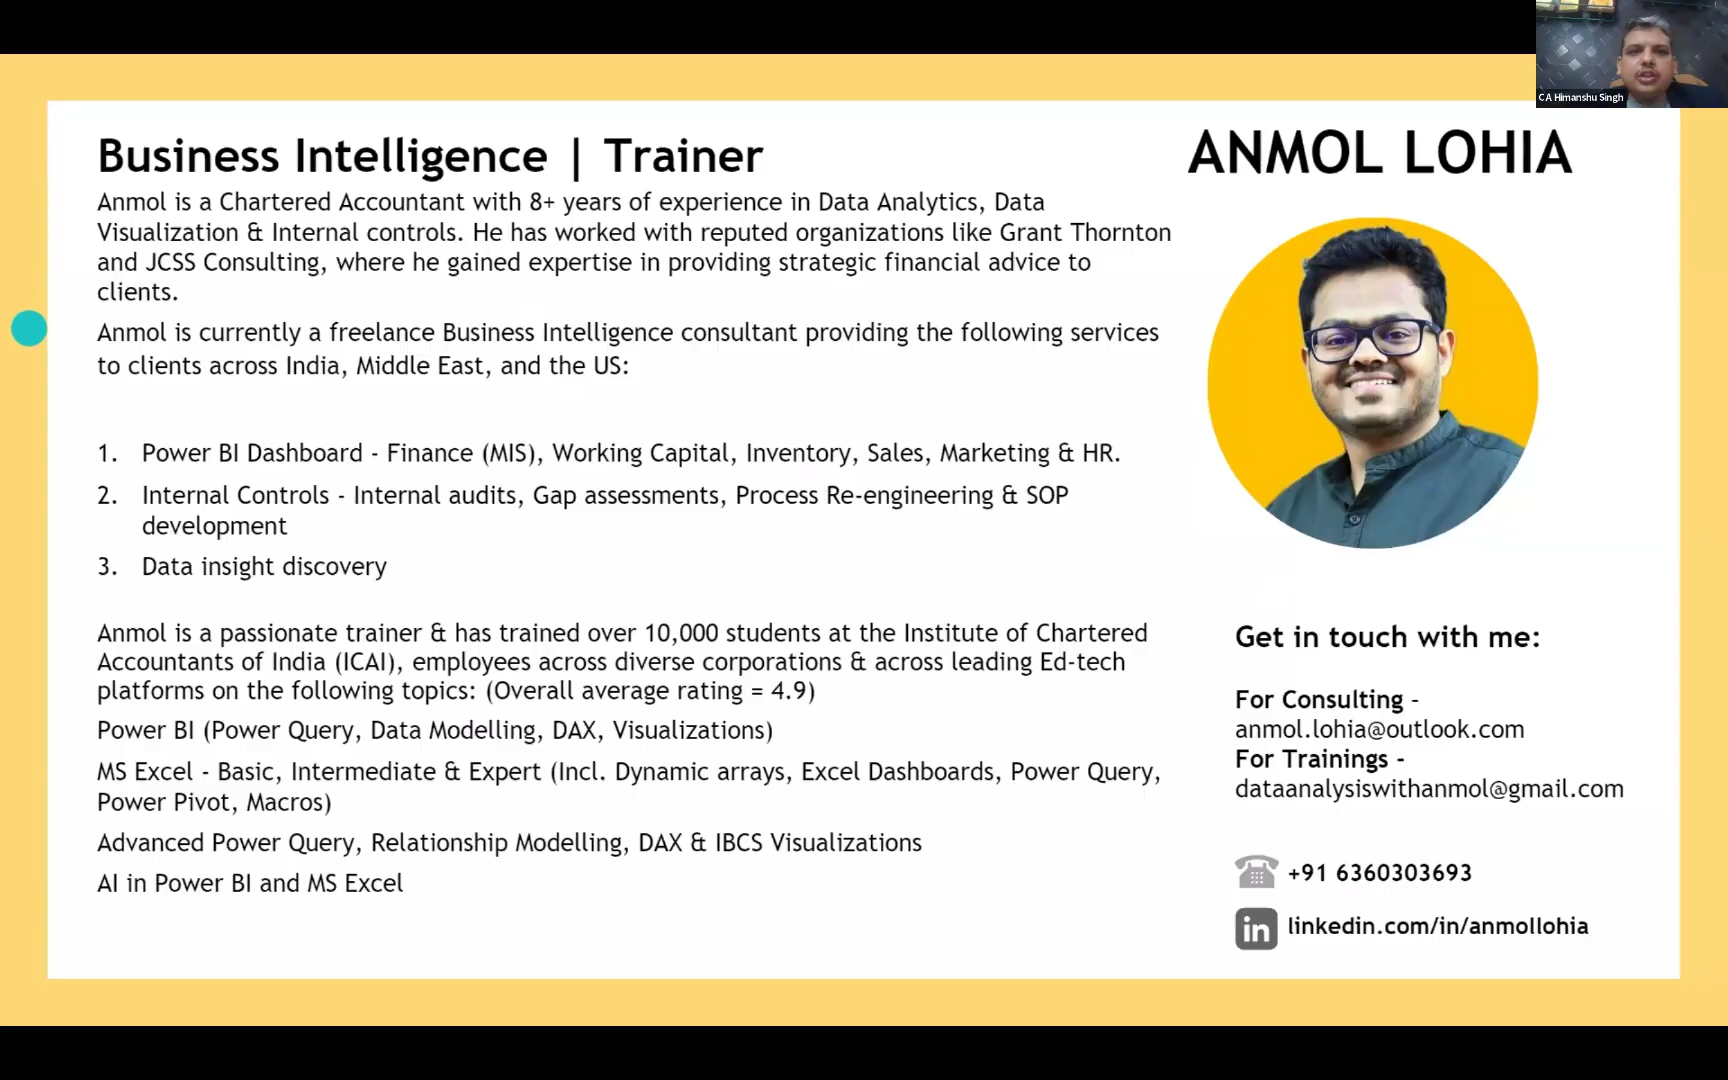 CA Himanshu Singh
Business Intelligence | Trainer
ANMOL LOHIA
Anmol is a Chartered Accountant with 8+ years of experience in Data Analytics, Data
Visualization & Internal controls. He has worked with reputed organizations like Grant Thornton
and JCSS Consulting, where he gained expertise in providing strategic financial advice to
clients.
Anmol is currently a freelance Business Intelligence consultant providing the following services
to clients across India, Middle East, and the US:
1. Power BI Dashboard - Finance (MIS), Working Capital, Inventory, Sales, Marketing & HR.
2. Internal Controls - Internal audits, Gap assessments, Process Re-engineering & SOP
development
3. Data insight discovery
Anmol is a passionate trainer & has trained over 10,000 students at the Institute of Chartered
Accountants of India (ICAI), employees across diverse corporations & across leading Ed-tech
platforms on the following topics: (Overall average rating = 4.9)
Power BI (Power Query, Data Modelling, DAX, Visualizations)
MS Excel - Basic, Intermediate & Expert (Incl. Dynamic arrays, Excel Dashboards, Power Query,
Power Pivot, Macros)
Advanced Power Query, Relationship Modelling, DAX & IBCS Visualizations
AI in Power BI and MS Excel
Get in touch with me:
For Consulting -
anmol.lohia@outlook.com
For Trainings -
dataanalysiswithanmol@gmail.com
+91 6360303693
in
linkedin.com/in/anmollohia